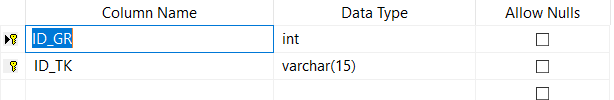 Column Name Data Type Allow Nulls
ID_GR int
ID_TK varchar(15)